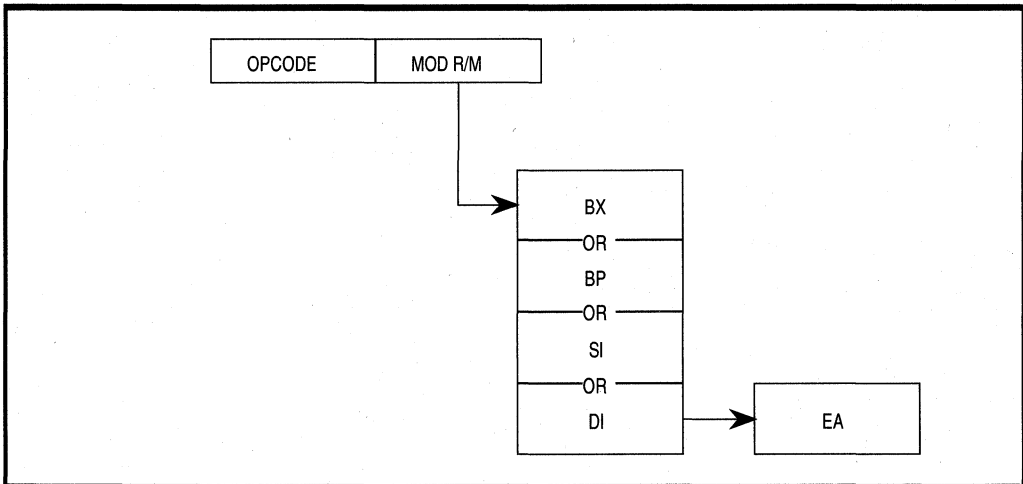 OPCODE MOD R/M
BX
OR
BP
OR
SI
OR
DI EA